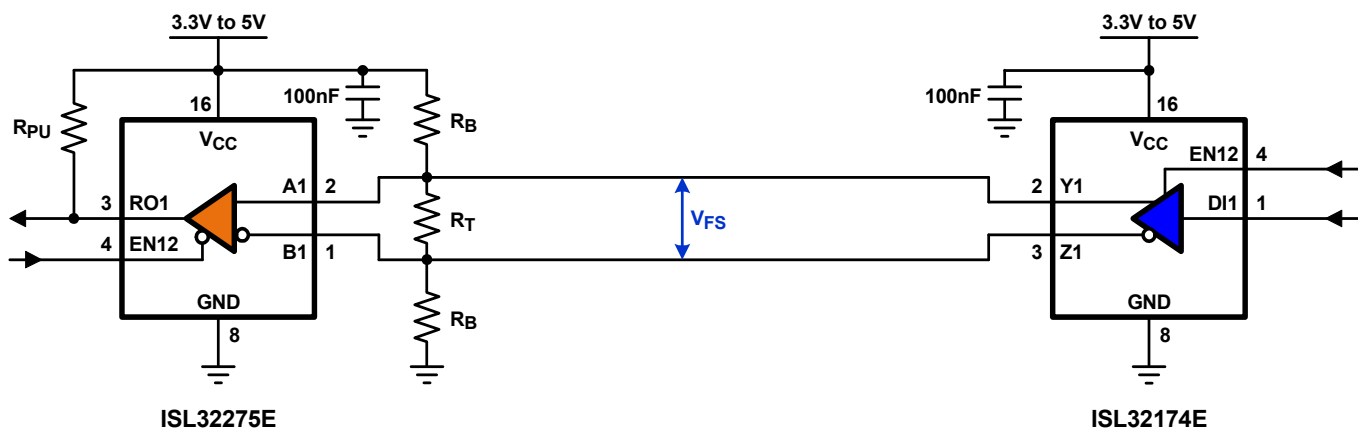 3.3V to 5V
3.3V to 5V
100nF
100nF
16
16
RPU
RB
VCC
VCC
EN12
4
A1
2
2
Y1
3
RO1
RT
VFS
DI1
1
4
EN12
B1
1
3
Z1
GND
GND
RB
8
8
ISL32275E
ISL32174E